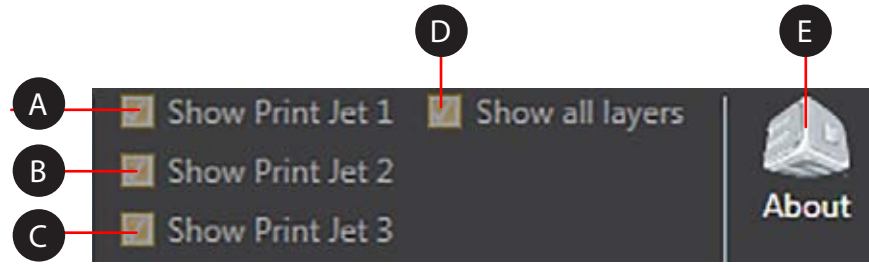 D
E
A
Show Print Jet 1
Show all layers
B
Show Print Jet 2
About
C
Show Print Jet 3